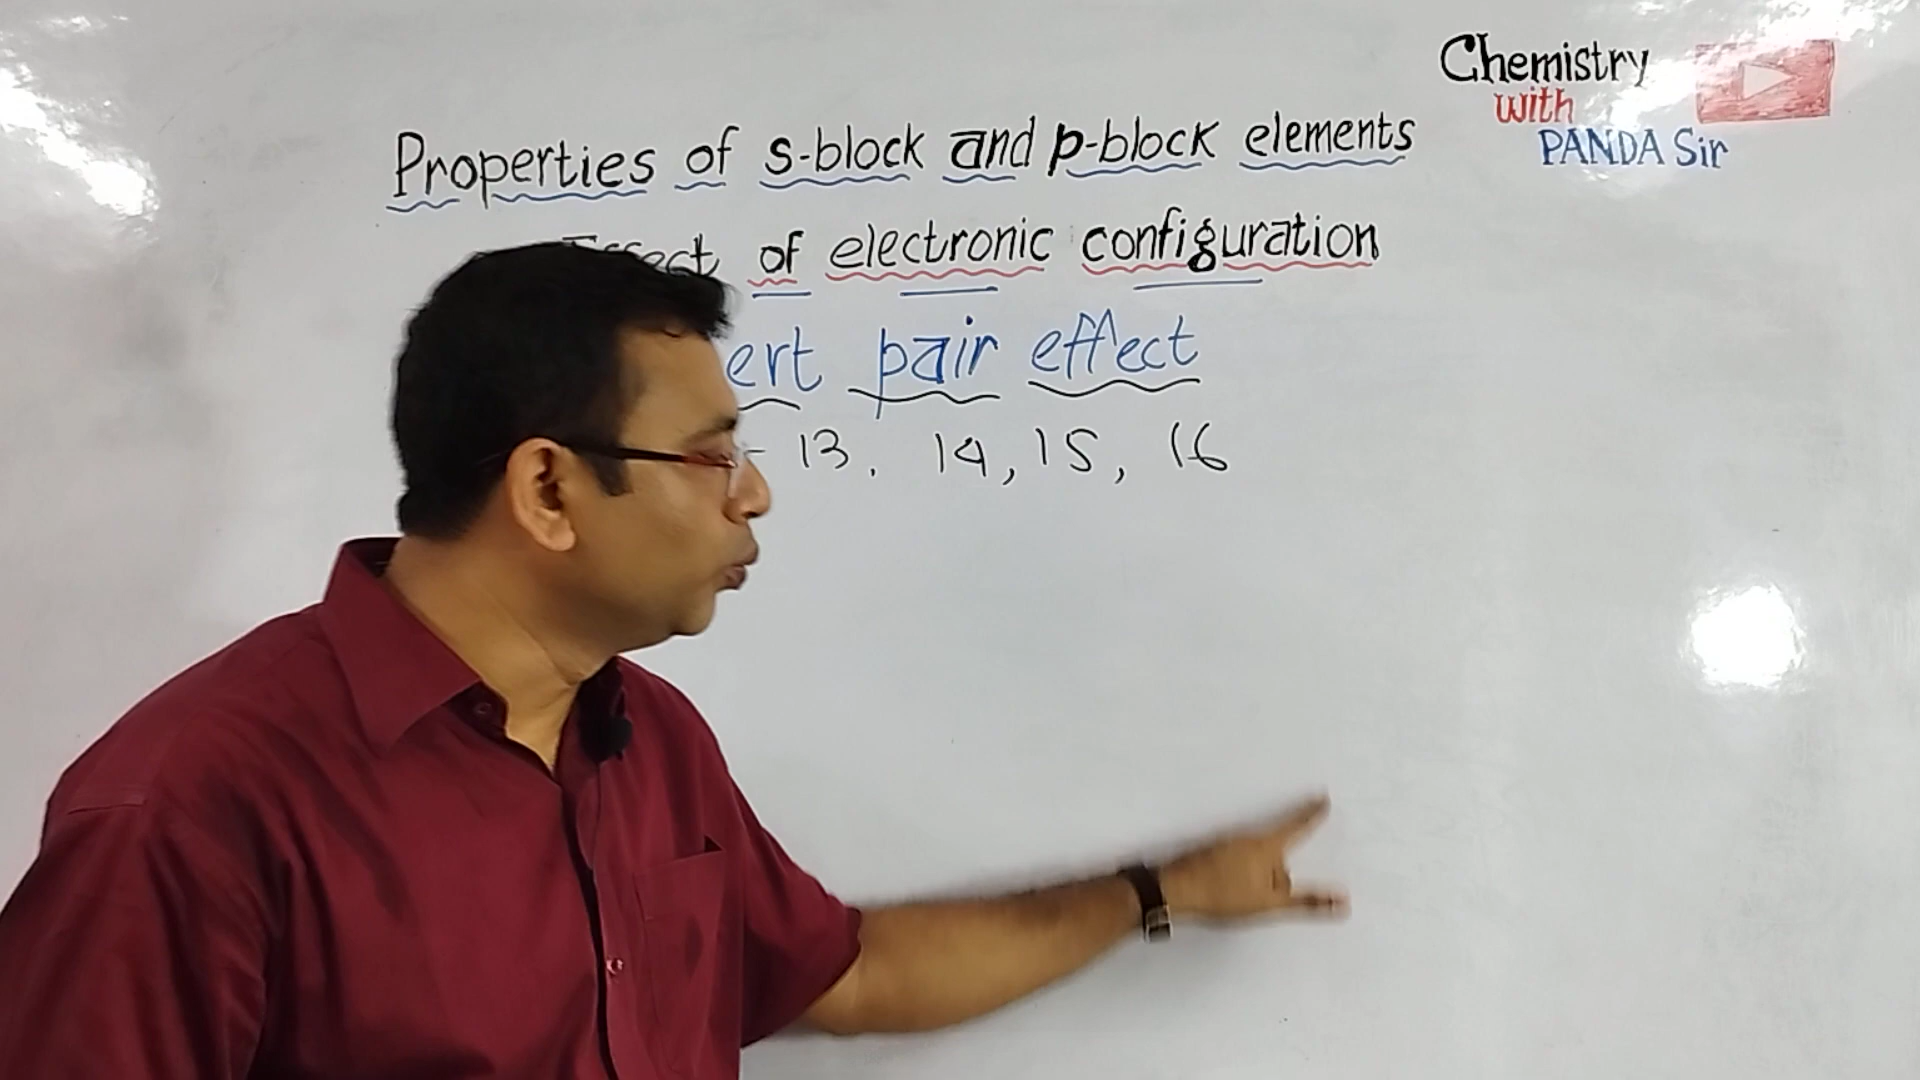 Chemistry
with
PANDA Sir
Properties of s-block and p-block elements
of electronic configuration
pair effect
13. 14, 15, 16